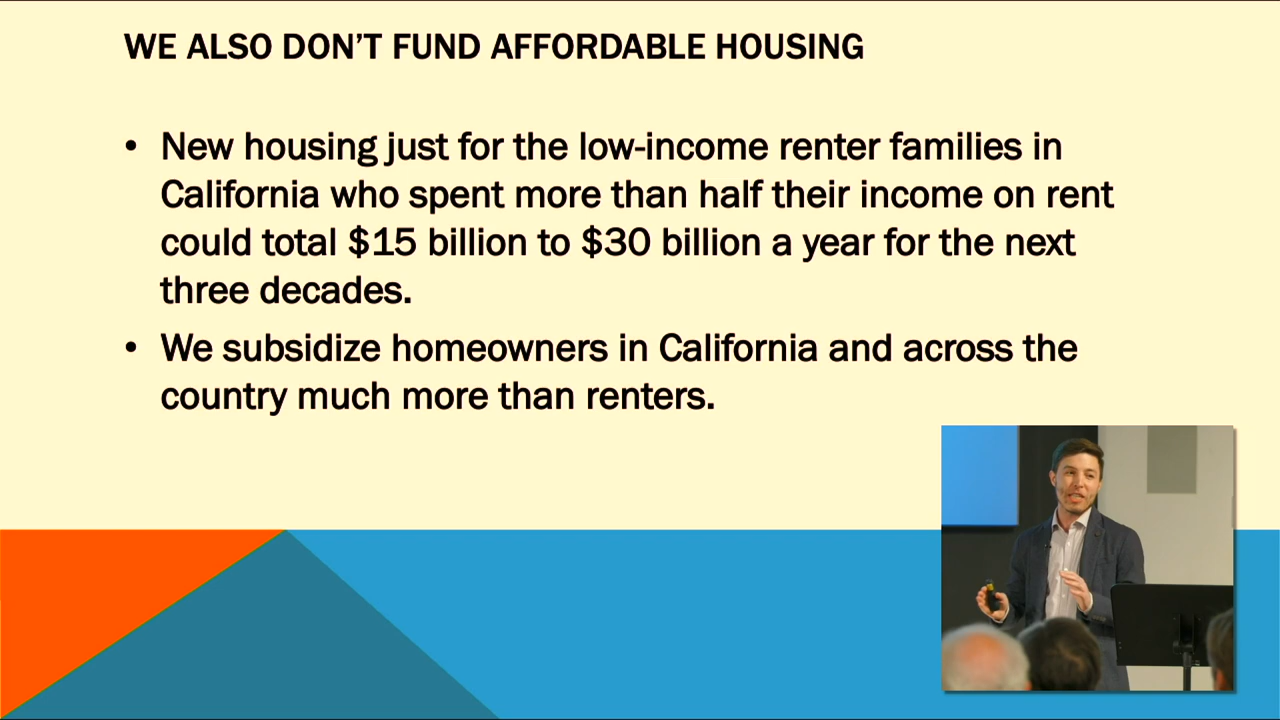 WE ALSO DON’T FUND AFFORDABLE HOUSING
• New housing just for the low-income renter families in
California who spent more than half their income on rent
could total $15 billion to $30 billion a year for the next
three decades.
• We subsidize homeowners in California and across the
country much more than renters.